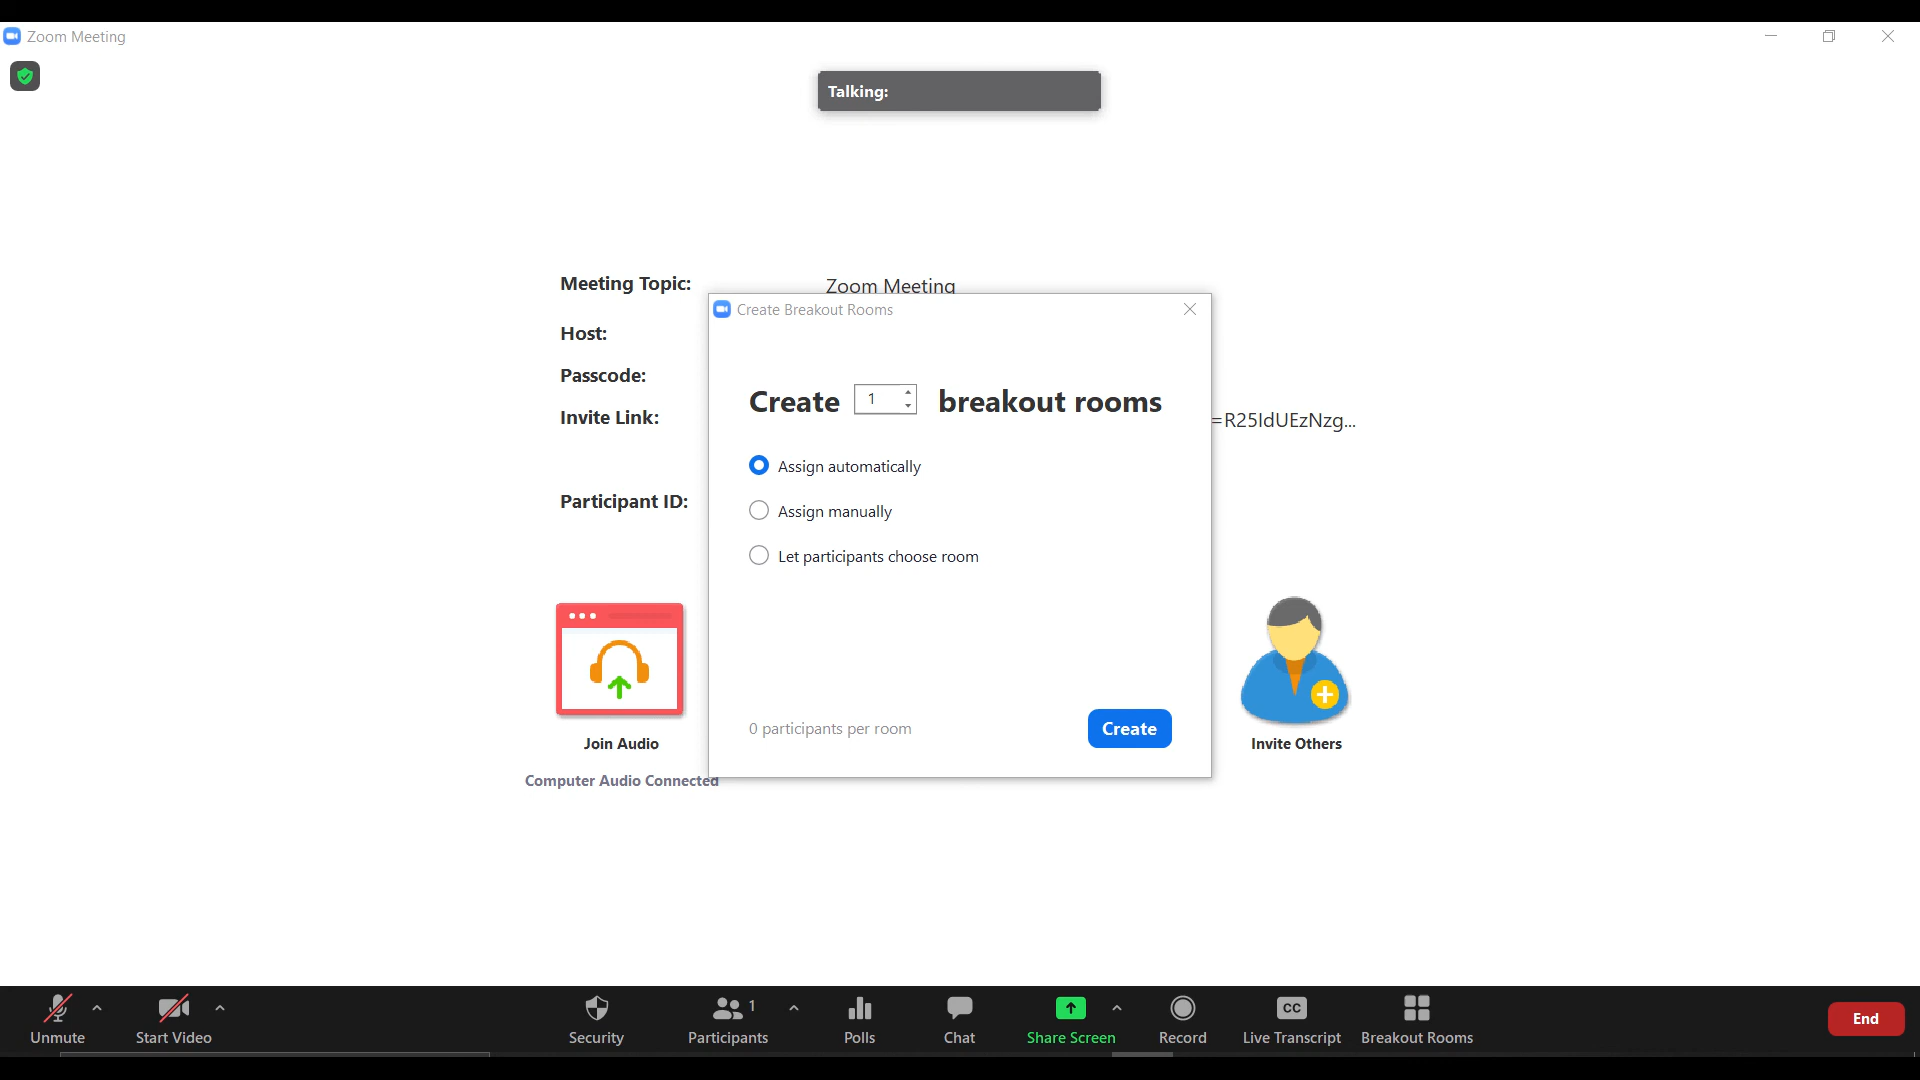 Zoom Meeting
Talking:
Meeting Topic:
Zoom Meeting
Host:
Passcode:
Invite Link:
=R25IdUEzNzg...
Participant ID:
Create Breakout Rooms
Create 1 breakout rooms
Assign automatically
Assign manually
Let participants choose room
0 participants per room
Create
Join Audio
Computer Audio Connected
Invite Others
Unmute
Start Video
Security
1
Participants
Polls
Chat
Share Screen
Record
CC
Live Transcript
Breakout Rooms
End